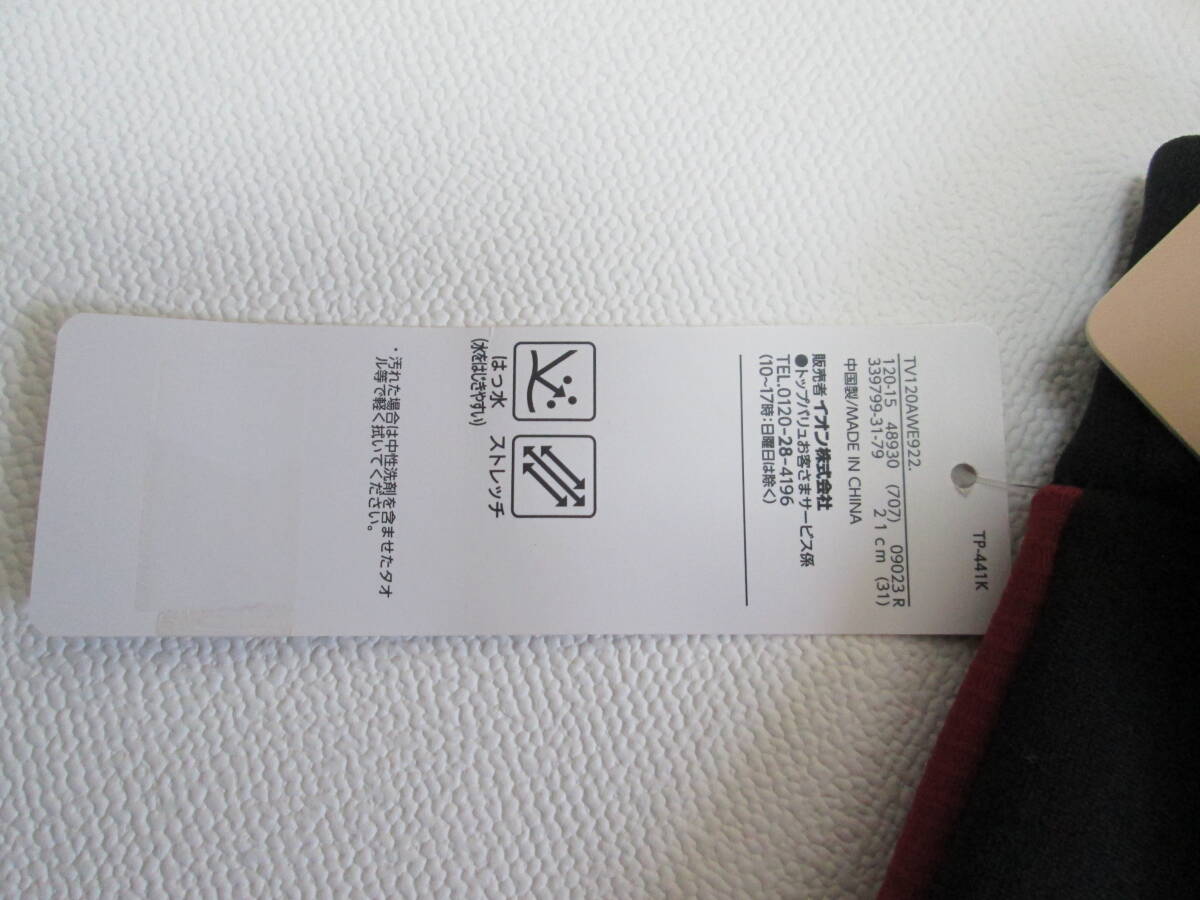 TP-441K
TV120AWE922.
120-15 48930 (707) 09023 R
339799-31-79 21cm (31)
中国製/MADE IN CHINA
販売者 イオン株式会社
●トップバリュお客さまサービス係
TEL.0120-28-4196
(10~17時:日曜日は除く)
はっ水 ストレッチ
(水をはじきやすい)
・汚れた場合は中性洗剤を含ませたタオ
ル等で軽く拭いてください。